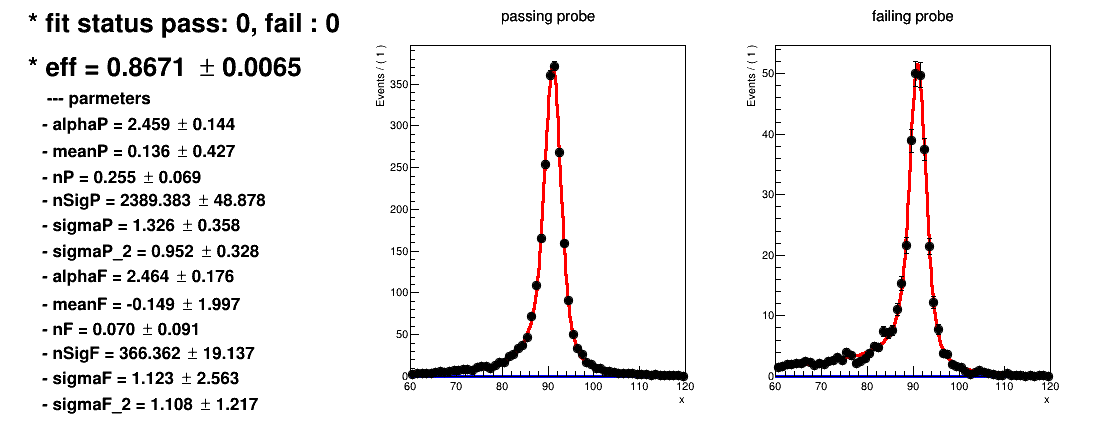 * fit status pass: 0, fail : 0
* eff = 0.8671 ± 0.0065
--- parmeters
- alphaP = 2.459 ± 0.144
- meanP = 0.136 ± 0.427
- nP = 0.255 ± 0.069
- nSigP = 2389.383 ± 48.878
- sigmaP = 1.326 ± 0.358
- sigmaP_2 = 0.952 ± 0.328
- alphaF = 2.464 ± 0.176
- meanF = -0.149 ± 1.997
- nF = 0.070 ± 0.091
- nSigF = 366.362 ± 19.137
- sigmaF = 1.123 ± 2.563
- sigmaF_2 = 1.108 ± 1.217
passing probe
Events / ( 1 )
350
300
250
200
150
100
50
0
60 70 80 90 100 110 120
x
failing probe
Events / ( 1 )
50
40
30
20
10
0
60 70 80 90 100 110 120
x